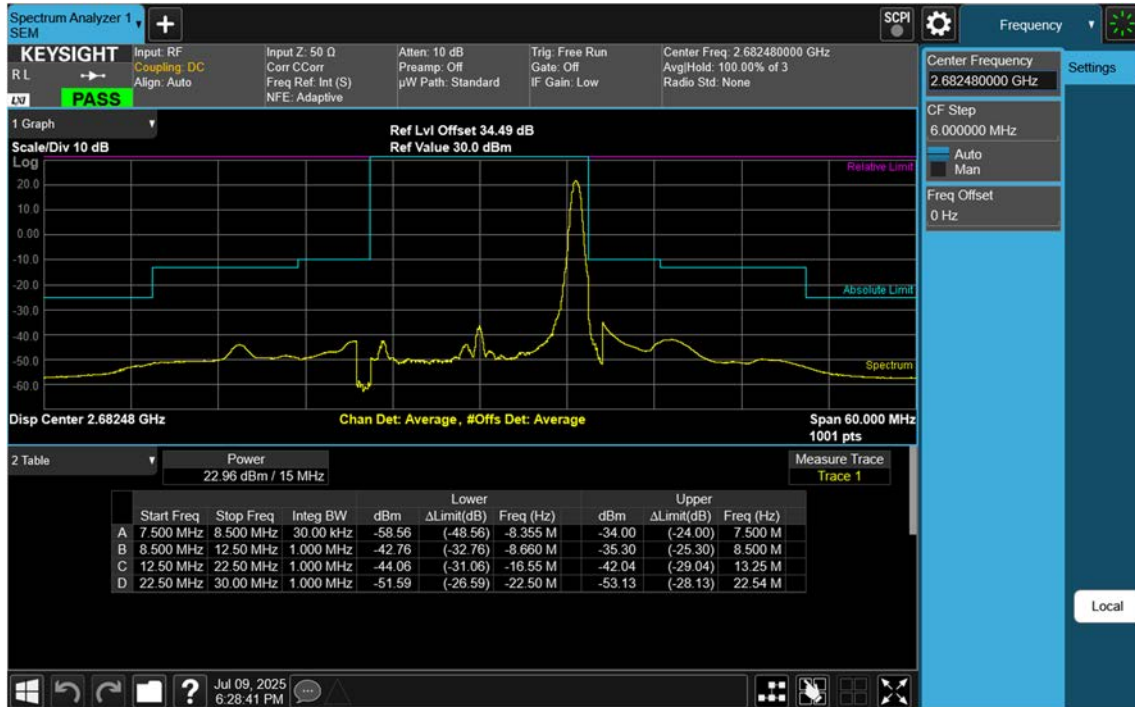 Spectrum Analyzer 1
SEM
SCPI
Frequency
KEYSIGHT
R L
LXI
PASS
Input: RF
Coupling: DC
Align: Auto
Input Z: 50 Ω
Corr CCorr
Freq Ref: Int (S)
NFE: Adaptive
Atten: 10 dB
Preamp: Off
µW Path: Standard
Trig: Free Run
Gate: Off
IF Gain: Low
Center Freq: 2.682480000 GHz
Avg|Hold: 100.00% of 3
Radio Std: None
Center Frequency
2.682480000 GHz
Settings
CF Step
6.000000 MHz
Auto
Man
Freq Offset
0 Hz
1 Graph
Scale/Div 10 dB
Ref Lvl Offset 34.49 dB
Ref Value 30.0 dBm
Log
Relative Limit
20.0
10.0
0.00
-10.0
-20.0
Absolute Limit
-30.0
-40.0
-50.0
Spectrum
-60.0
Disp Center 2.68248 GHz
Chan Det: Average, #Offs Det: Average
Span 60.000 MHz
1001 pts
2 Table
Power
22.96 dBm / 15 MHz
Measure Trace
Trace 1
Lower Upper
Start Freq Stop Freq Integ BW dBm ΔLimit(dB) Freq (Hz) dBm ΔLimit(dB) Freq (Hz)
A 7.500 MHz 8.500 MHz 30.00 kHz -58.56 (-48.56) -8.355 M -34.00 (-24.00) 7.500 M
B 8.500 MHz 12.50 MHz 1.000 MHz -42.76 (-32.76) -8.660 M -35.30 (-25.30) 8.500 M
C 12.50 MHz 22.50 MHz 1.000 MHz -44.06 (-31.06) -16.55 M -42.04 (-29.04) 13.25 M
D 22.50 MHz 30.00 MHz 1.000 MHz -51.59 (-26.59) -22.50 M -53.13 (-28.13) 22.54 M
Local
?
Jul 09, 2025
6:28:41 PM